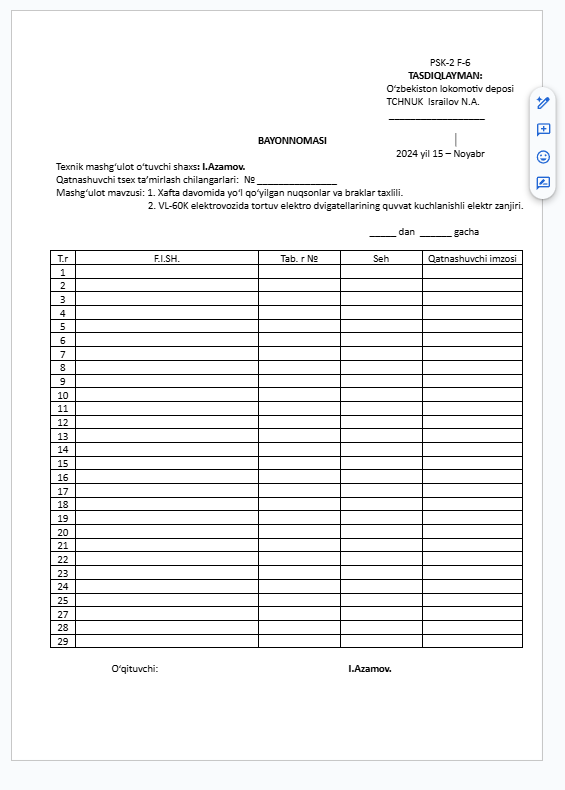 PSK-2 F-6
TASDIQLAYMAN:
O‘zbekiston lokomotiv deposi
TCHNUK Israilov N.A.
___________________
BAYONNOMASI
2024 yil 15 – Noyabr
Texnik mashg‘ulot o‘tuvchi shaxs: I.Azamov.
Qatnashuvchi tsex ta’mirlash chilangarlari: № ________________
Mashg‘ulot mavzusi: 1. Xafta davomida yo‘l qo‘yilgan nuqsonlar va braklar taxlili.
2. VL-60K elektrovozida tortuv elektro dvigatellarining quvvat kuchlanishli elektr zanjiri.
_____ dan ______ gacha
T.r F.I.SH. Tab. r № Seh Qatnashuvchi imzosi
1
2
3
4
5
6
7
8
9
10
11
12
13
14
15
16
17
18
19
20
21
22
23
24
25
27
28
29
O‘qituvchi: I.Azamov.